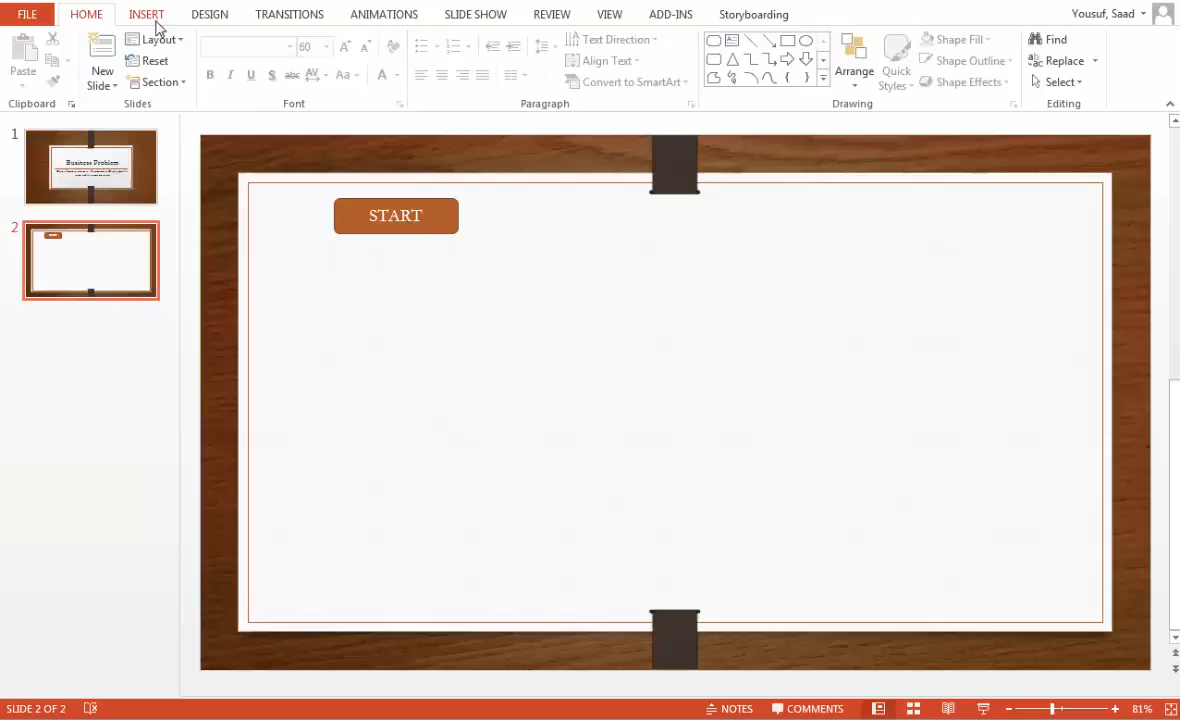 FILE HOME INSERT DESIGN TRANSITIONS ANIMATIONS SLIDE SHOW REVIEW VIEW ADD-INS Storyboarding Yousuf, Saad
Paste
Clipboard
New
Slide
Layout
Reset
Section
Slides
60
B I U S abc AV Aa A
Font
Text Direction
Align Text
Convert to SmartArt
Paragraph
Arrange
Quick
Styles
Shape Fill
Shape Outline
Shape Effects
Drawing
Find
Replace
Select
Editing
1
Business Problem
2
START
SLIDE 2 OF 2 NOTES COMMENTS 81%